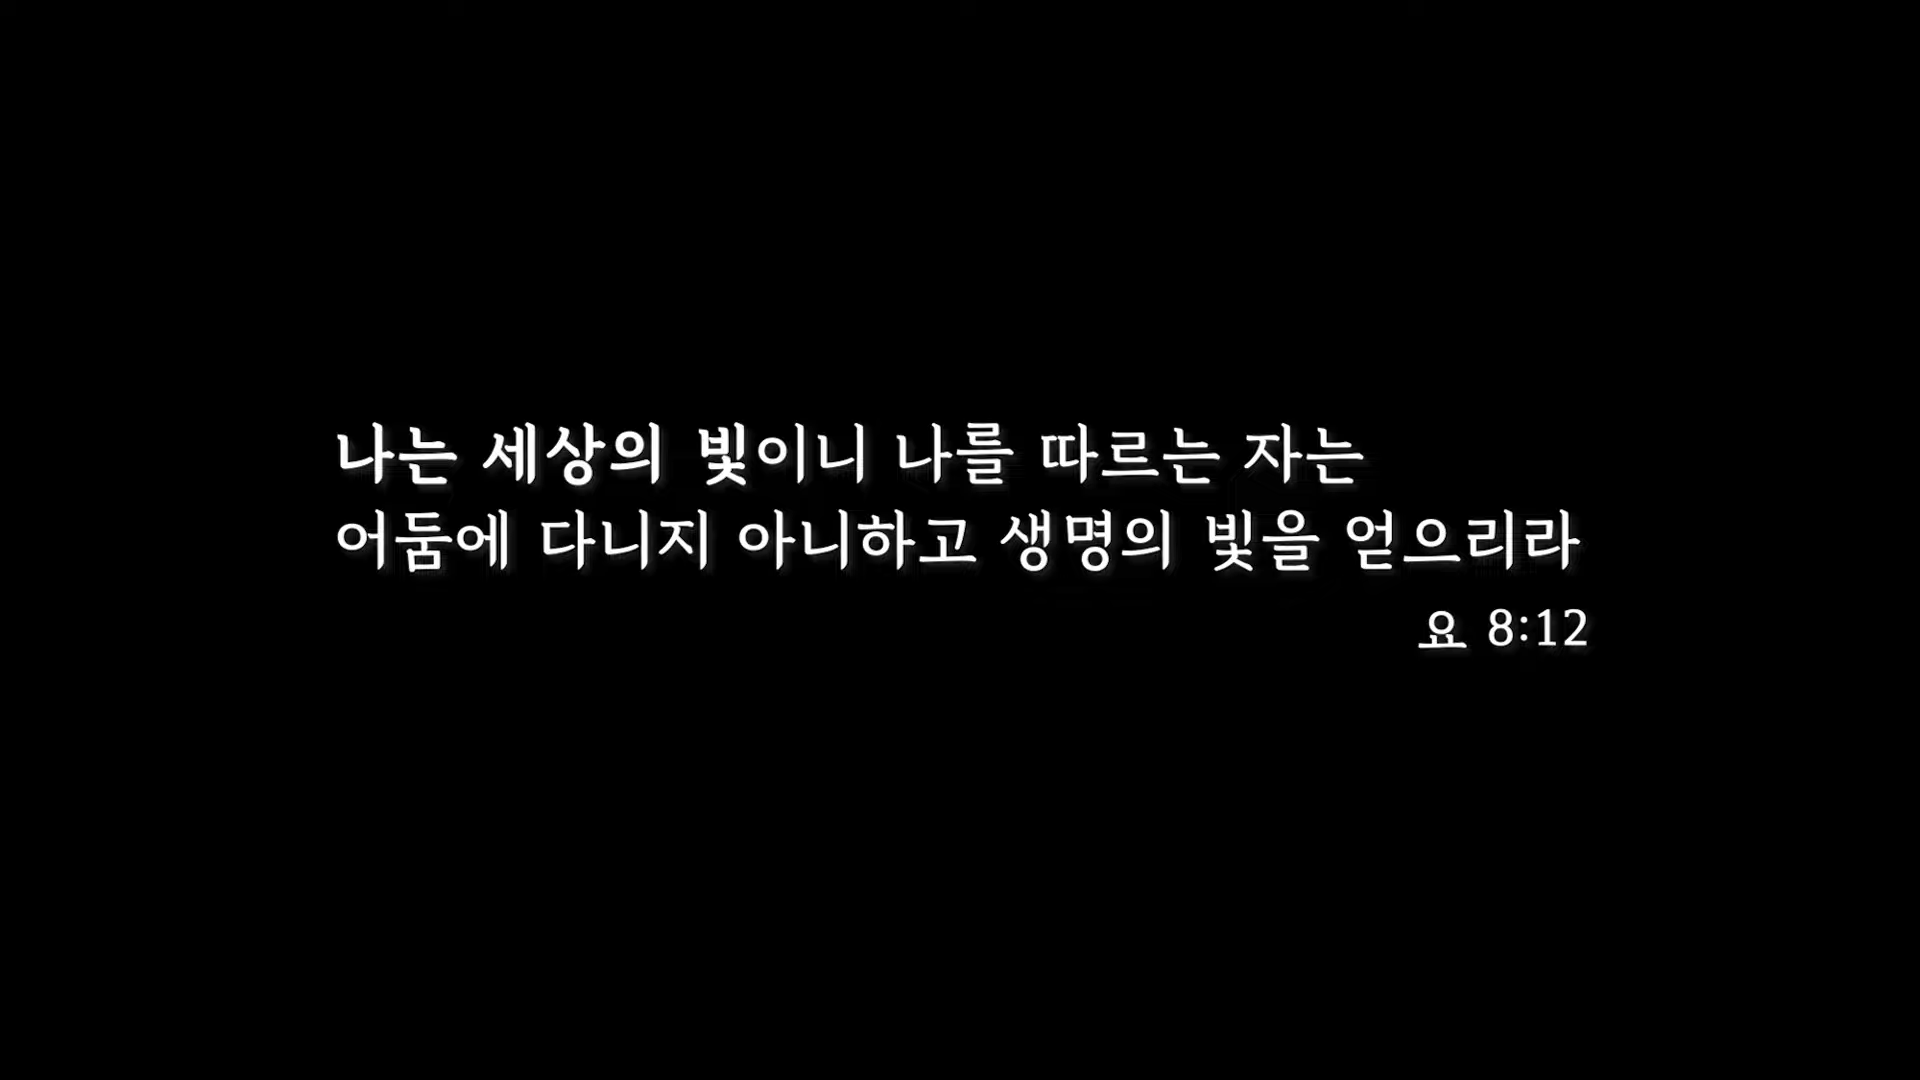 나는 세상의 빛이니 나를 따르는 자는
어둠에 다니지 아니하고 생명의 빛을 얻으리라
요 8:12